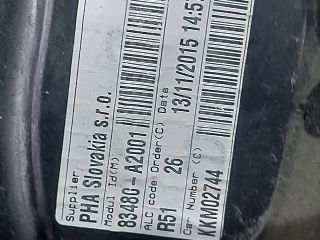 Supplier
PHA Slovakia s.r.o.
Modul Id(M)
83480-A2001
ALC code Order(C) Date
R51 26 13/11/2015 14:57
Car Number (C)
KKM02744